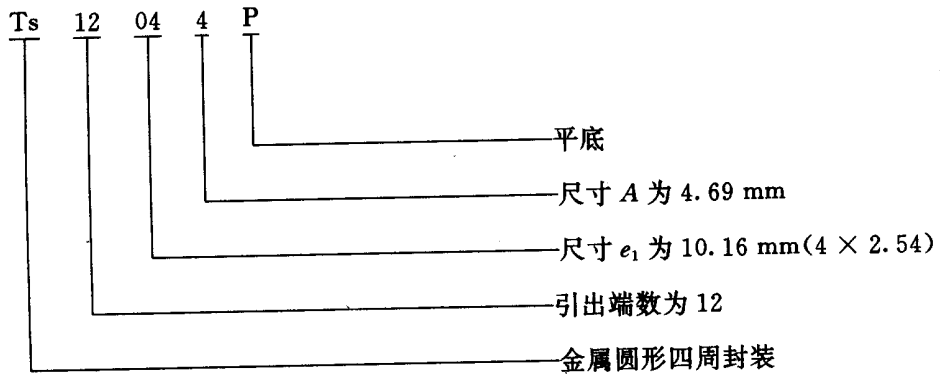 Ts 12 04 4 P
平底
尺寸 A 为 4.69 mm
尺寸 e₁ 为 10.16 mm(4 × 2.54)
引出端数为 12
金属圆形四周封装